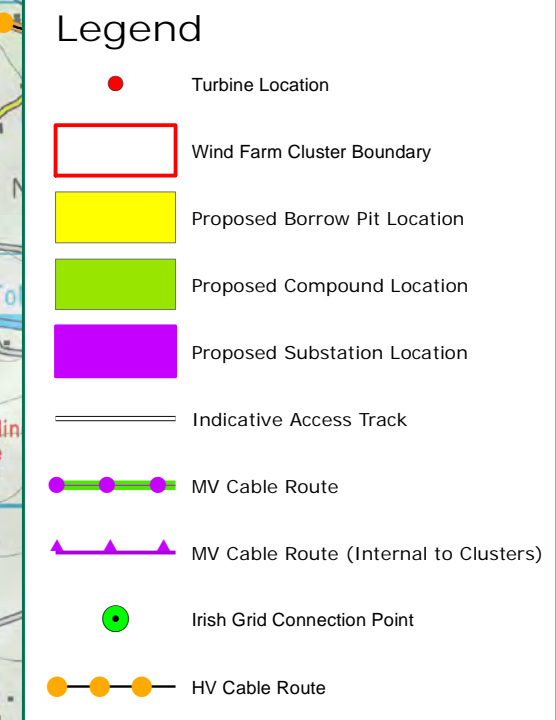 Legend
Turbine Location
Wind Farm Cluster Boundary
Proposed Borrow Pit Location
Proposed Compound Location
Proposed Substation Location
Indicative Access Track
MV Cable Route
MV Cable Route (Internal to Clusters)
Irish Grid Connection Point
HV Cable Route